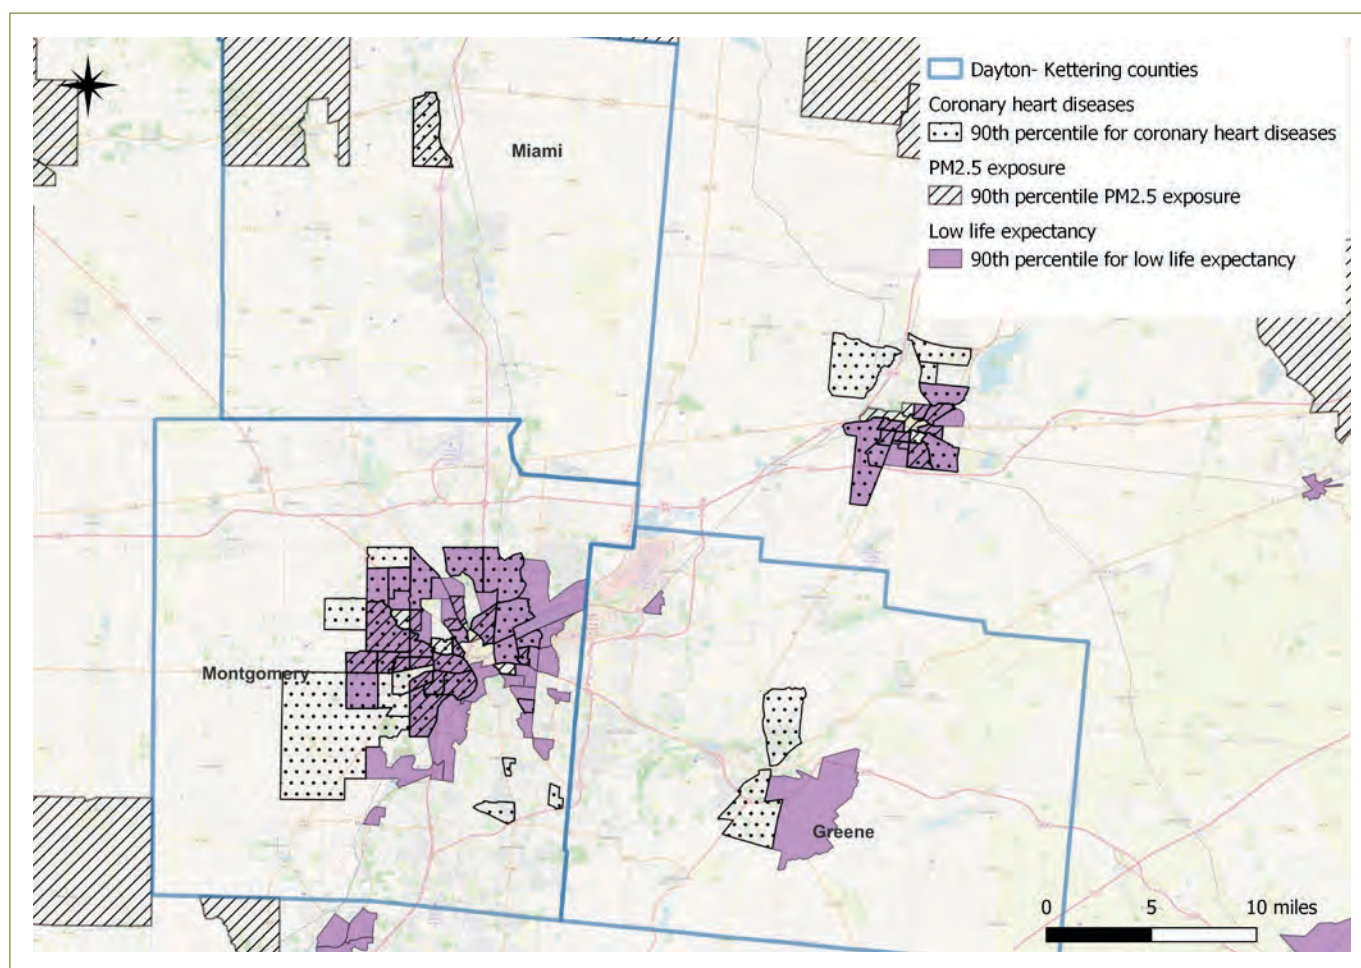 Dayton- Kettering counties
Coronary heart diseases
90th percentile for coronary heart diseases
PM2.5 exposure
90th percentile PM2.5 exposure
Low life expectancy
90th percentile for low life expectancy
Miami
Montgomery
Greene
0 5 10 miles